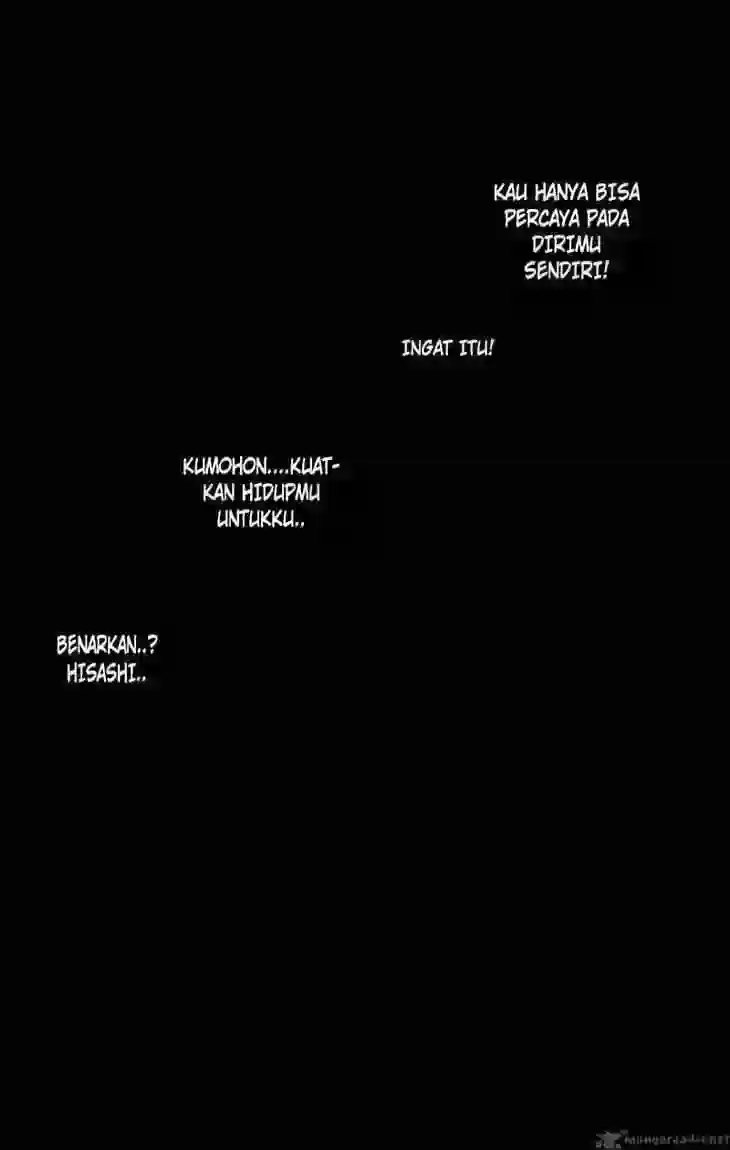 KAU HANYA BISA
PERCAYA PADA
DIRIMU
SENDIRI!
INGAT ITU!
KUMOHON....KUAT-
KAN HIDUPMU
UNTUKKU..
BENARKAN..?
HISASHI..